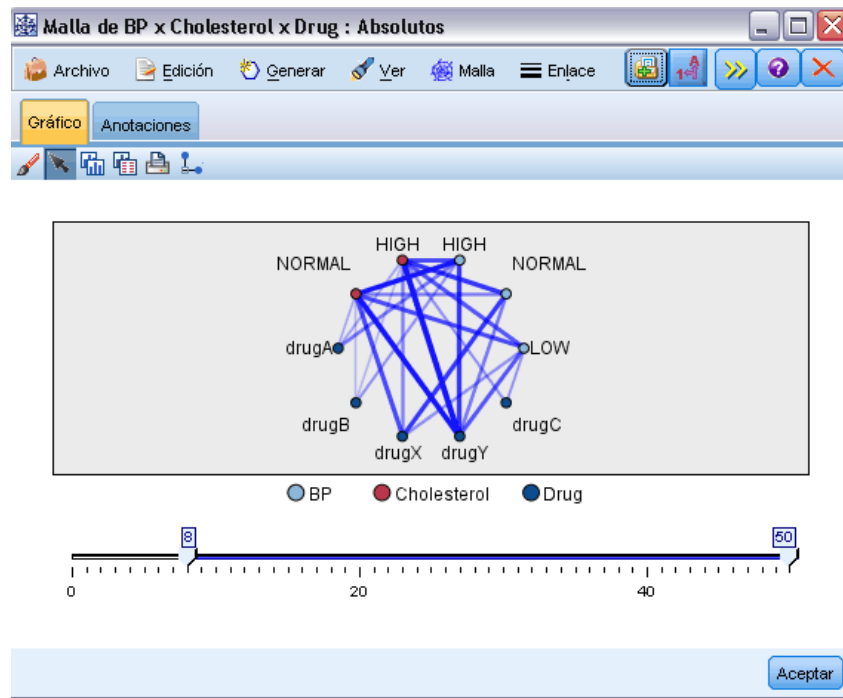 Malla de BP x Cholesterol x Drug : Absolutos
Archivo Edición Generar Ver Malla Enlace
Gráfico Anotaciones
HIGH HIGH
NORMAL NORMAL
drugA LOW
drugB drugC
drugX drugY
BP Cholesterol Drug
8 50
0 20 40
Aceptar